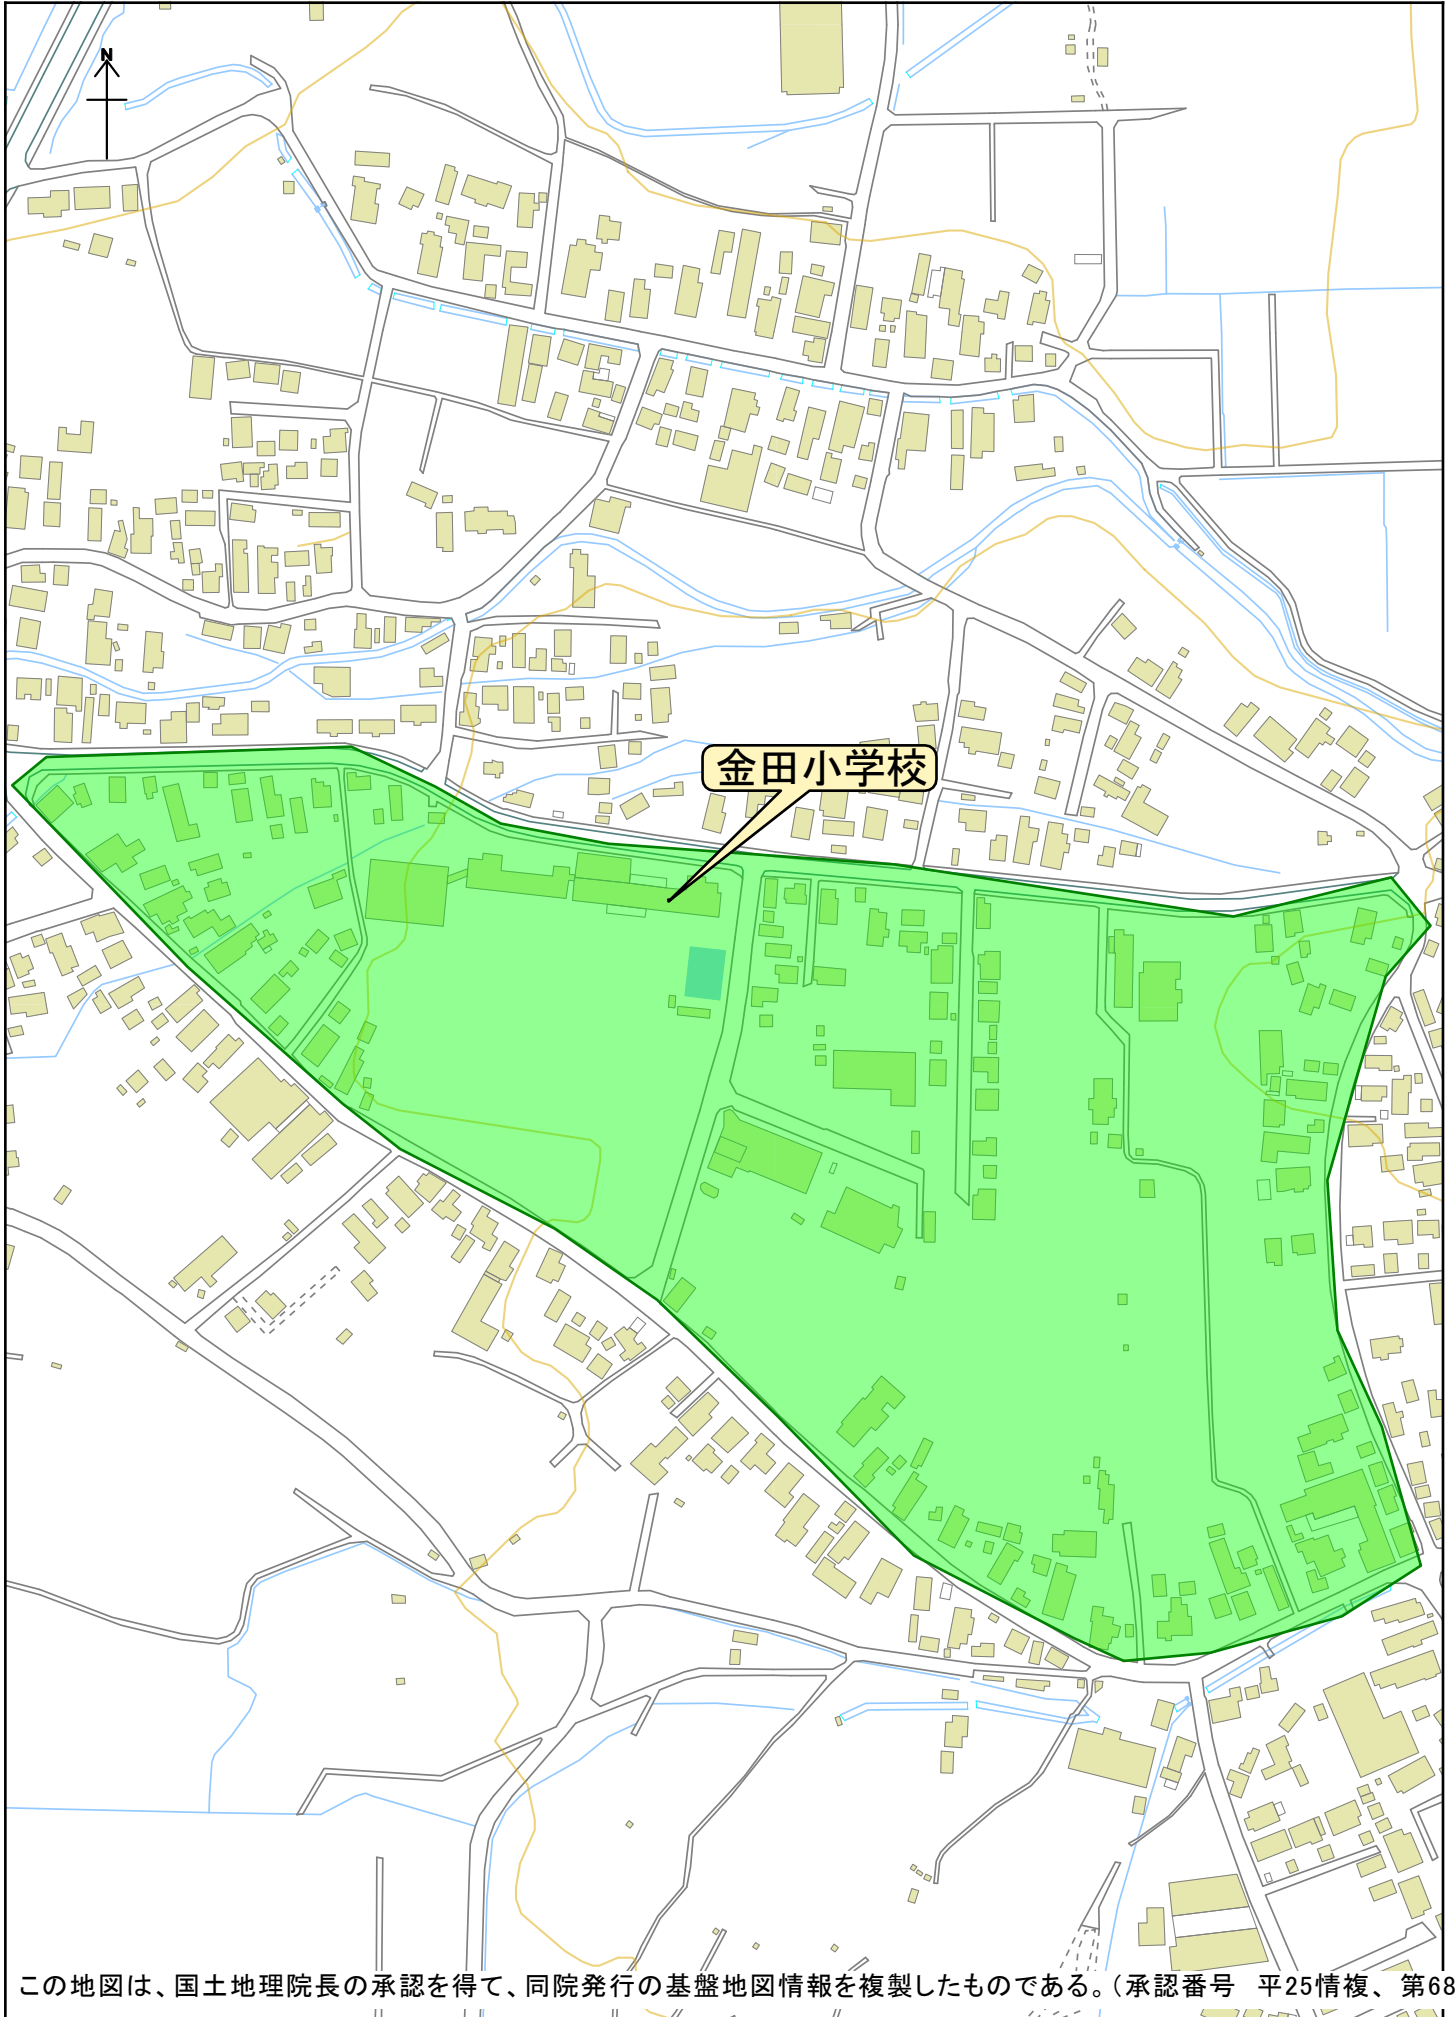 N
金田小学校
この地図は、国土地理院長の承認を得て、同院発行の基盤地図情報を複製したものである。（承認番号　平25情複、第68